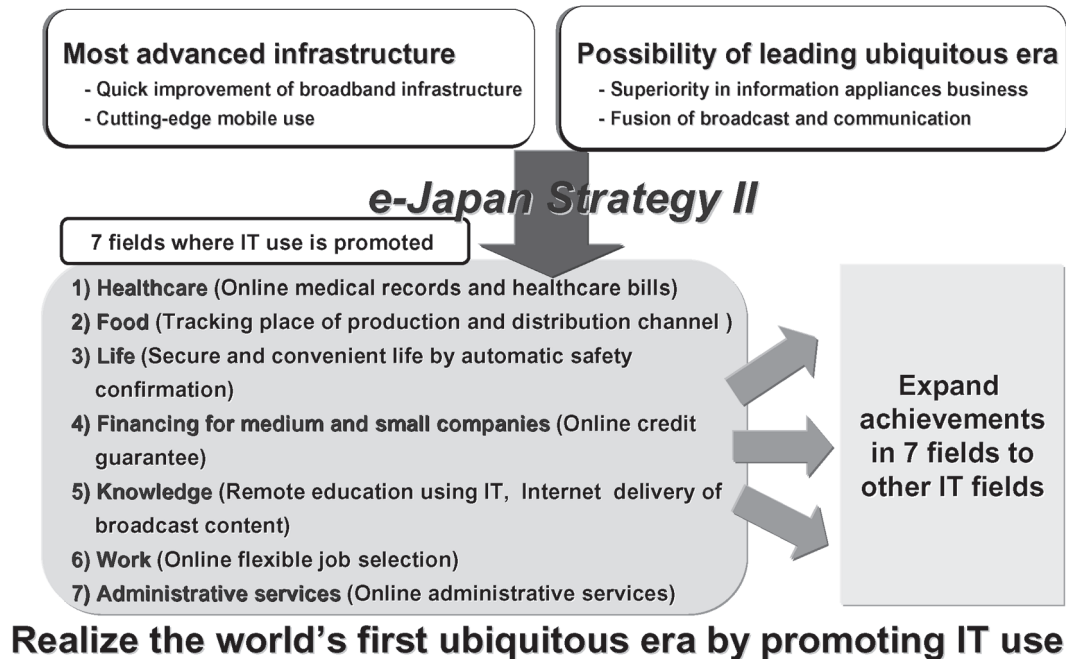 Most advanced infrastructure
- Quick improvement of broadband infrastructure
- Cutting-edge mobile use
Possibility of leading ubiquitous era
- Superiority in information appliances business
- Fusion of broadcast and communication
e-Japan Strategy II
7 fields where IT use is promoted
1) Healthcare (Online medical records and healthcare bills)
2) Food (Tracking place of production and distribution channel )
3) Life (Secure and convenient life by automatic safety
confirmation)
4) Financing for medium and small companies (Online credit
guarantee)
5) Knowledge (Remote education using IT, Internet delivery of
broadcast content)
6) Work (Online flexible job selection)
7) Administrative services (Online administrative services)
Expand
achievements
in 7 fields to
other IT fields
Realize the world's first ubiquitous era by promoting IT use